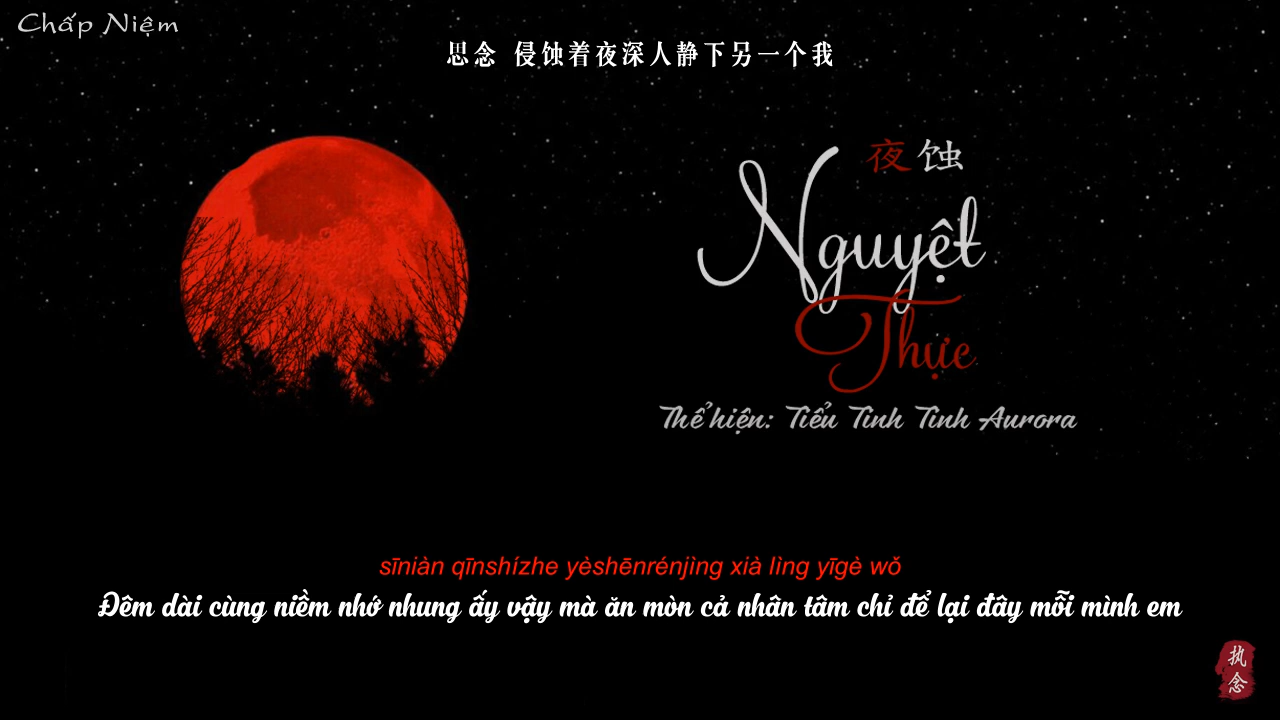 Chấp Niệm
思念 侵蚀着夜深人静下另一个我
夜蚀
Nguyệt
Thực
Thể hiện: Tiểu Tinh Tinh Aurora
sīniàn qīnshízhe yèshēnrénjìng xià lìng yīgè wǒ
Đêm dài cùng niềm nhớ nhung ấy vậy mà ăn mòn cả nhân tâm chỉ để lại đây mỗi mình em
执
念